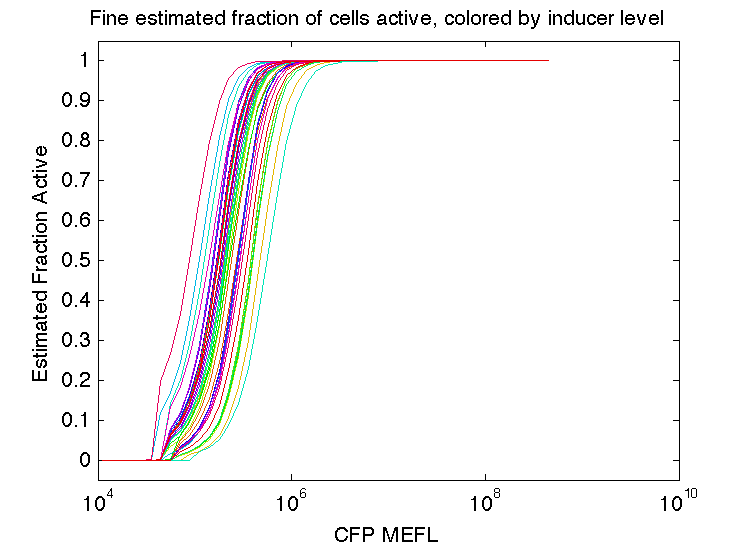 Fine estimated fraction of cells active, colored by inducer level
1
0.9
0.8
0.7
0.6
0.5
0.4
0.3
0.2
0.1
0
Estimated Fraction Active
10^4 10^6 10^8 10^10
CFP MEFL